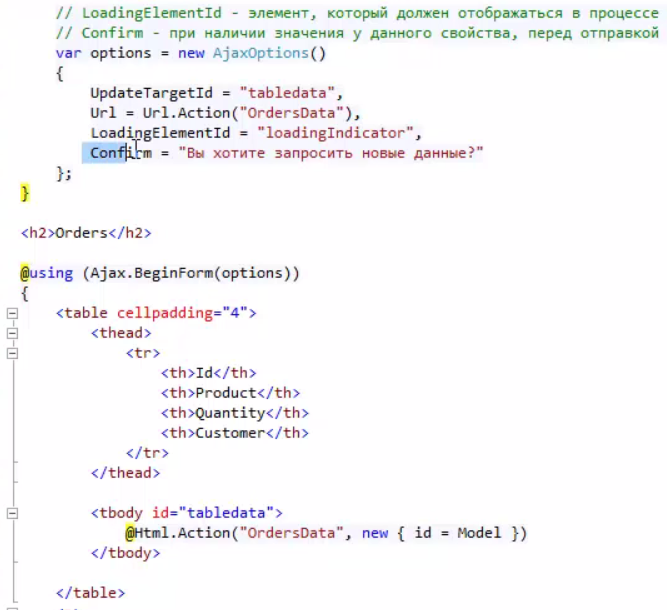 // LoadingElementId - элемент, который должен отображаться в процессе
// Confirm - при наличии значения у данного свойства, перед отправкой
var options = new AjaxOptions()
{
UpdateTargetId = "tabledata",
Url = Url.Action("OrdersData"),
LoadingElementId = "loadingIndicator",
Confirm = "Вы хотите запросить новые данные?"
};
}
<h2>Orders</h2>
@using (Ajax.BeginForm(options))
{
<table cellpadding="4">
<thead>
<tr>
<th>Id</th>
<th>Product</th>
<th>Quantity</th>
<th>Customer</th>
</tr>
</thead>
<tbody id="tabledata">
@Html.Action("OrdersData", new { id = Model })
</tbody>
</table>